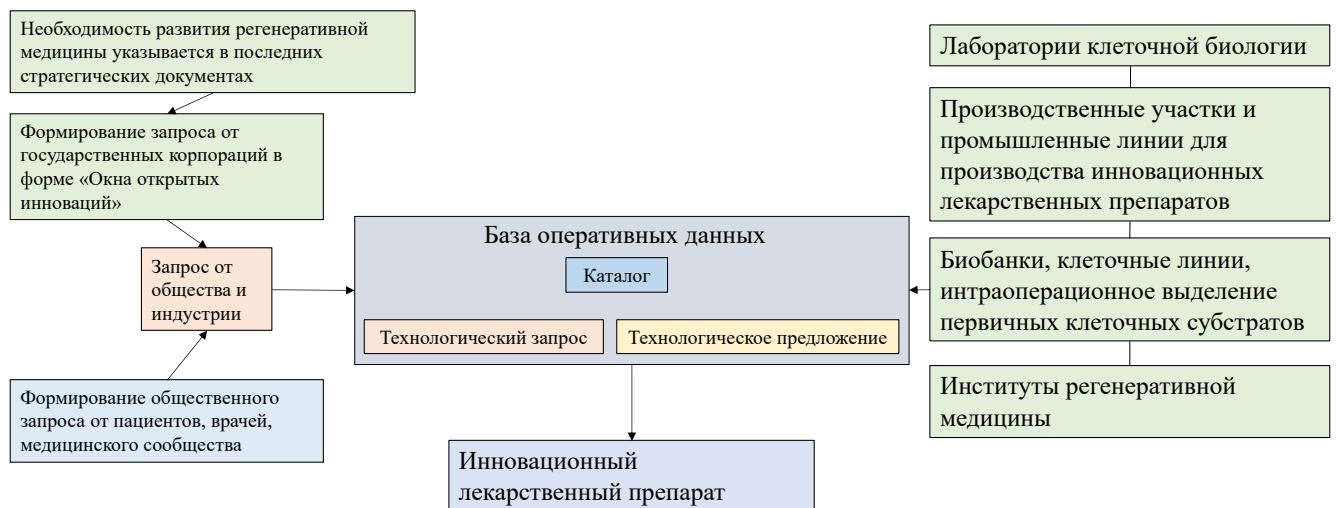 Необходимость развития регенеративной
медицины указывается в последних
стратегических документах
Формирование запроса от
государственных корпораций в
форме «Окна открытых
инноваций»
Запрос от
общества и
индустрии
Формирование общественного
запроса от пациентов, врачей,
медицинского сообщества
База оперативных данных
Каталог
Технологический запрос
Технологическое предложение
Инновационный
лекарственный препарат
Лаборатории клеточной биологии
Производственные участки и
промышленные линии для
производства инновационных
лекарственных препаратов
Биобанки, клеточные линии,
интраоперационное выделение
первичных клеточных субстратов
Институты регенеративной
медицины